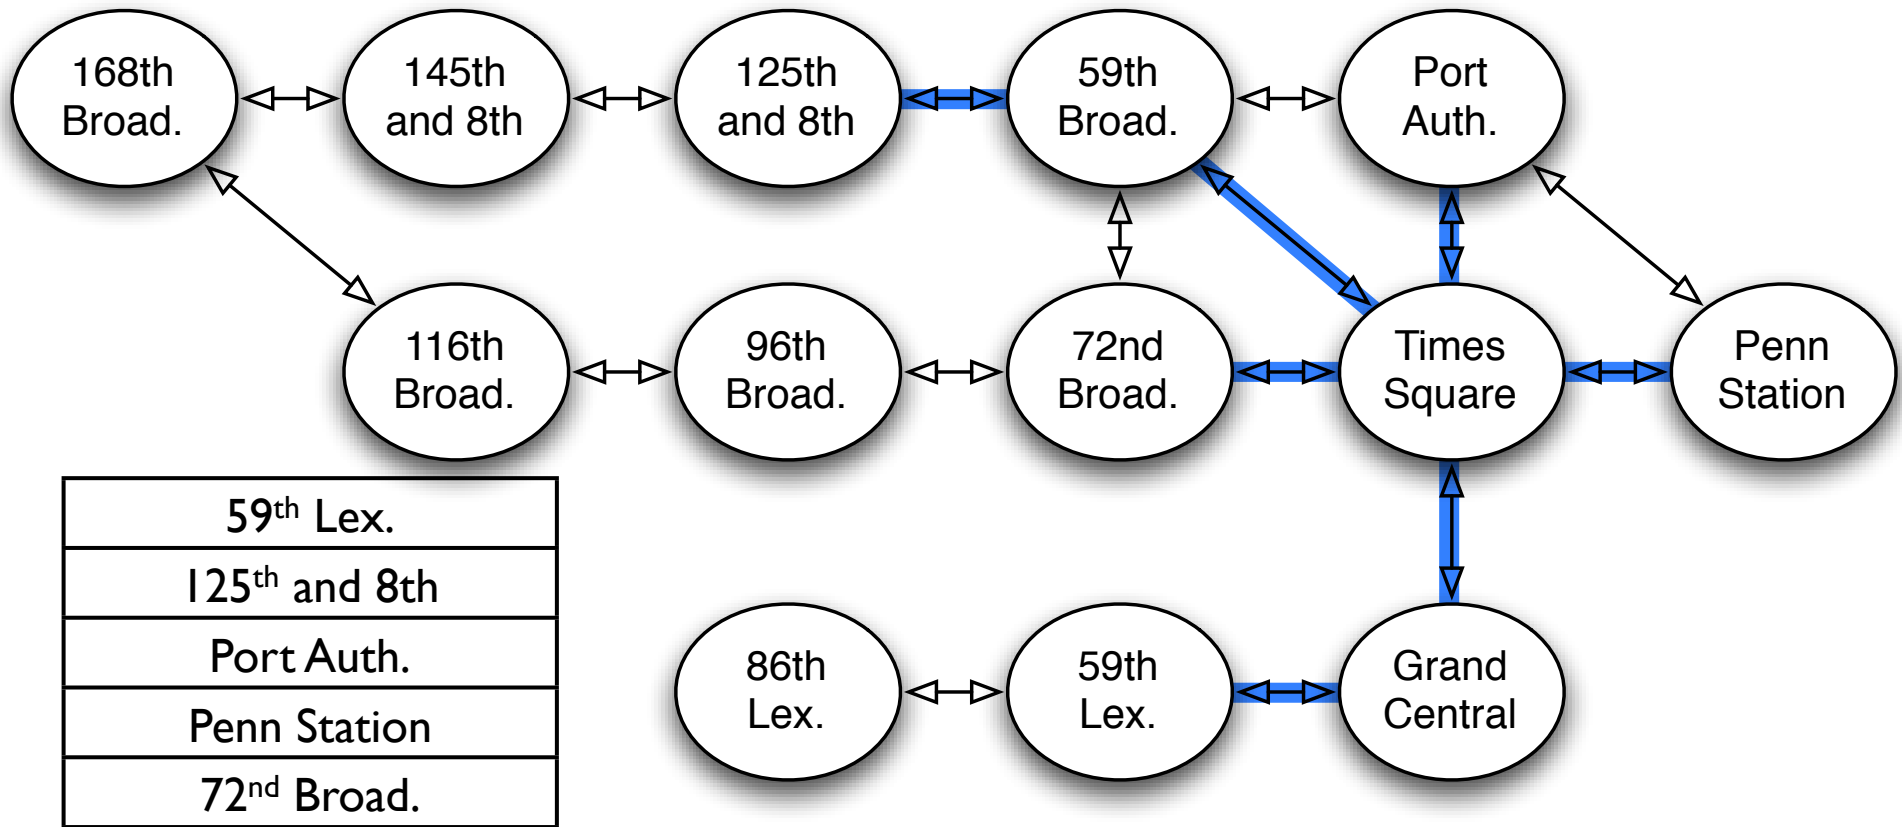 168th
Broad.
145th
and 8th
125th
and 8th
59th
Broad.
Port
Auth.
116th
Broad.
96th
Broad.
72nd
Broad.
Times
Square
Penn
Station
59th Lex.
125th and 8th
Port Auth.
Penn Station
72nd Broad.
86th
Lex.
59th
Lex.
Grand
Central